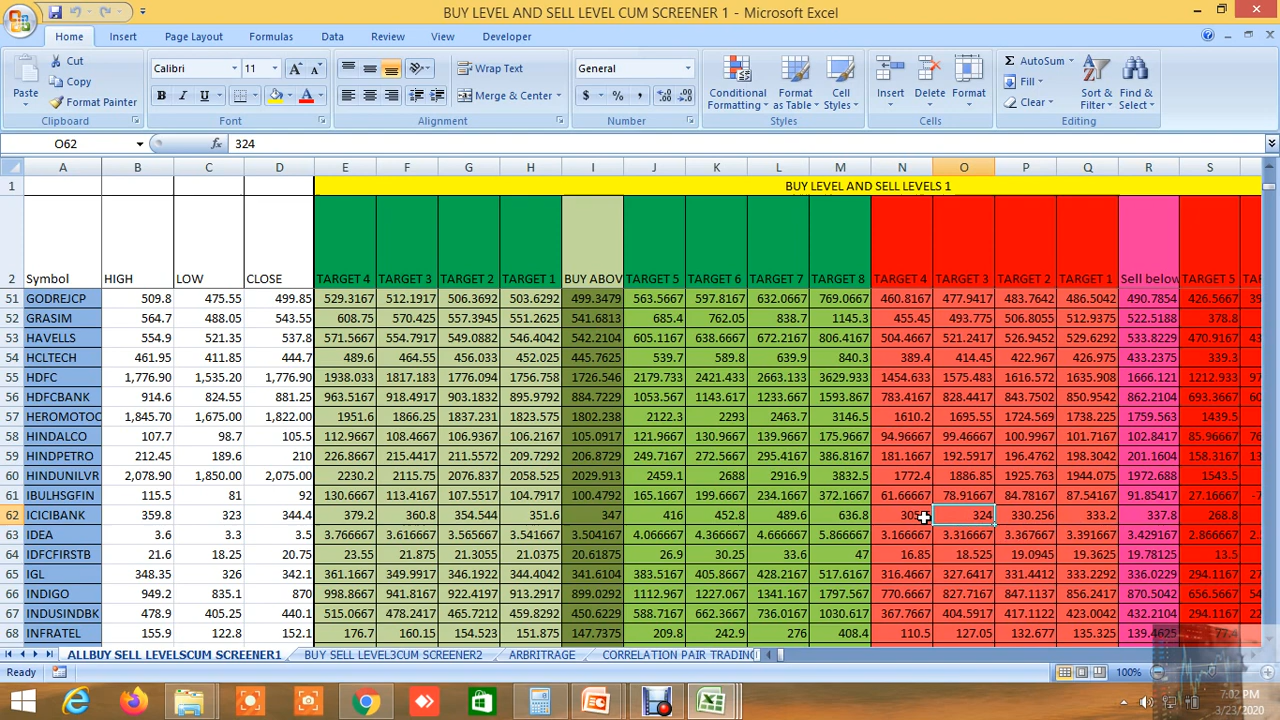 BUY LEVEL AND SELL LEVEL CUM SCREENER 1 - Microsoft Excel
Home Insert Page Layout Formulas Data Review View Developer
Paste Cut Copy Format Painter Clipboard
Calibri 11 B I U A Font
Wrap Text Merge & Center Alignment
General $ % , Number
Conditional Formatting Format as Table Cell Styles Styles
Insert Delete Format Cells
AutoSum Fill Clear Sort & Filter Find & Select Editing
O62 fx 324
A B C D E F G H I J K L M N O P Q R S
1 BUY LEVEL AND SELL LEVELS 1
2 Symbol HIGH LOW CLOSE TARGET 4 TARGET 3 TARGET 2 TARGET 1 BUY ABOV TARGET 5 TARGET 6 TARGET 7 TARGET 8 TARGET 4 TARGET 3 TARGET 2 TARGET 1 Sell below TARGET 5
51 GODREJCP 509.8 475.55 499.85 529.3167 512.1917 506.3692 503.6292 499.3479 563.5667 597.8167 632.0667 769.0667 460.8167 477.9417 483.7642 486.5042 490.7854 426.5667
52 GRASIM 564.7 488.05 543.55 608.75 570.425 557.3945 551.2625 541.6813 685.4 762.05 838.7 1145.3 455.45 493.775 506.8055 512.9375 522.5188 378.8
53 HAVELLS 554.9 521.35 537.8 571.5667 554.7917 549.0882 546.4042 542.2104 605.1167 638.6667 672.2167 806.4167 504.4667 521.2417 526.9452 529.6292 533.8229 470.9167
54 HCLTECH 461.95 411.85 444.7 489.6 464.55 456.033 452.025 445.7625 539.7 589.8 639.9 840.3 389.4 414.45 422.967 426.975 433.2375 339.3
55 HDFC 1,776.90 1,535.20 1,776.90 1938.033 1817.183 1776.094 1756.758 1726.546 2179.733 2421.433 2663.133 3629.933 1454.633 1575.483 1616.572 1635.908 1666.121 1212.933
56 HDFCBANK 914.6 824.55 881.25 963.5167 918.4917 903.1832 895.9792 884.7229 1053.567 1143.617 1233.667 1593.867 783.4167 828.4417 843.7502 850.9542 862.2104 693.3667
57 HEROMOTOC 1,845.70 1,675.00 1,822.00 1951.6 1866.25 1837.231 1823.575 1802.238 2122.3 2293 2463.7 3146.5 1610.2 1695.55 1724.569 1738.225 1759.563 1439.5
58 HINDALCO 107.7 98.7 105.5 112.9667 108.4667 106.9367 106.2167 105.0917 121.9667 130.9667 139.9667 175.9667 94.96667 99.46667 100.9967 101.7167 102.8417 85.96667
59 HINDPETRO 212.45 189.6 210 226.8667 215.4417 211.5572 209.7292 206.8729 249.7167 272.5667 295.4167 386.8167 181.1667 192.5917 196.4762 198.3042 201.1604 158.3167
60 HINDUNILVR 2,078.90 1,850.00 2,075.00 2230.2 2115.75 2076.837 2058.525 2029.913 2459.1 2688 2916.9 3832.5 1772.4 1886.85 1925.763 1944.075 1972.688 1543.5
61 IBULHSGFIN 115.5 81 92 130.6667 113.4167 107.5517 104.7917 100.4792 165.1667 199.6667 234.1667 372.1667 61.66667 78.91667 84.78167 87.54167 91.85417 27.16667
62 ICICIBANK 359.8 323 344.4 379.2 360.8 354.544 351.6 347 416 452.8 489.6 636.8 324 330.256 333.2 337.8 268.8
63 IDEA 3.6 313 3.5 3.766667 3.616667 3.565667 3.541667 3.504167 4.066667 4.366667 4.666667 5.866667 3.166667 3.316667 3.367667 3.391667 3.429167 2.866667
64 IDFCFIRSTB 21.6 18.25 20.75 23.55 21.875 21.3055 21.0375 20.61875 26.9 30.25 33.6 47 16.85 18.525 19.0945 19.3625 19.78125 13.5
65 IGL 348.35 326 342.1 361.1667 349.9917 346.1922 344.4042 341.6104 383.5167 405.8667 428.2167 517.6167 316.4667 327.6417 331.4412 333.2292 336.0229 294.1167
66 INDIGO 949.2 835.1 870 998.8667 941.8167 922.4197 913.2917 899.0292 1112.967 1227.067 1341.167 1797.567 770.6667 827.7167 847.1137 856.2417 870.5042 656.5667
67 INDUSINDBK 478.9 405.25 440.1 515.0667 478.2417 465.7212 459.8292 450.6229 588.7167 662.3667 736.0167 1030.617 367.7667 404.5917 417.1122 423.0042 432.2104 294.1167
68 INFRATEL 155.9 122.8 152.1 176.7 160.15 154.523 151.875 147.7375 209.8 242.9 276 408.4 110.5 127.05 132.677 135.325 139.4625 77.4
ALLBUY SELL LEVELSCUM SCREENER1 BUY SELL LEVEL3CUM SCREENER2 ARBRITRAGE CORRELATION PAIR TRADING
Ready 100%
7:02 PM
3/23/2020